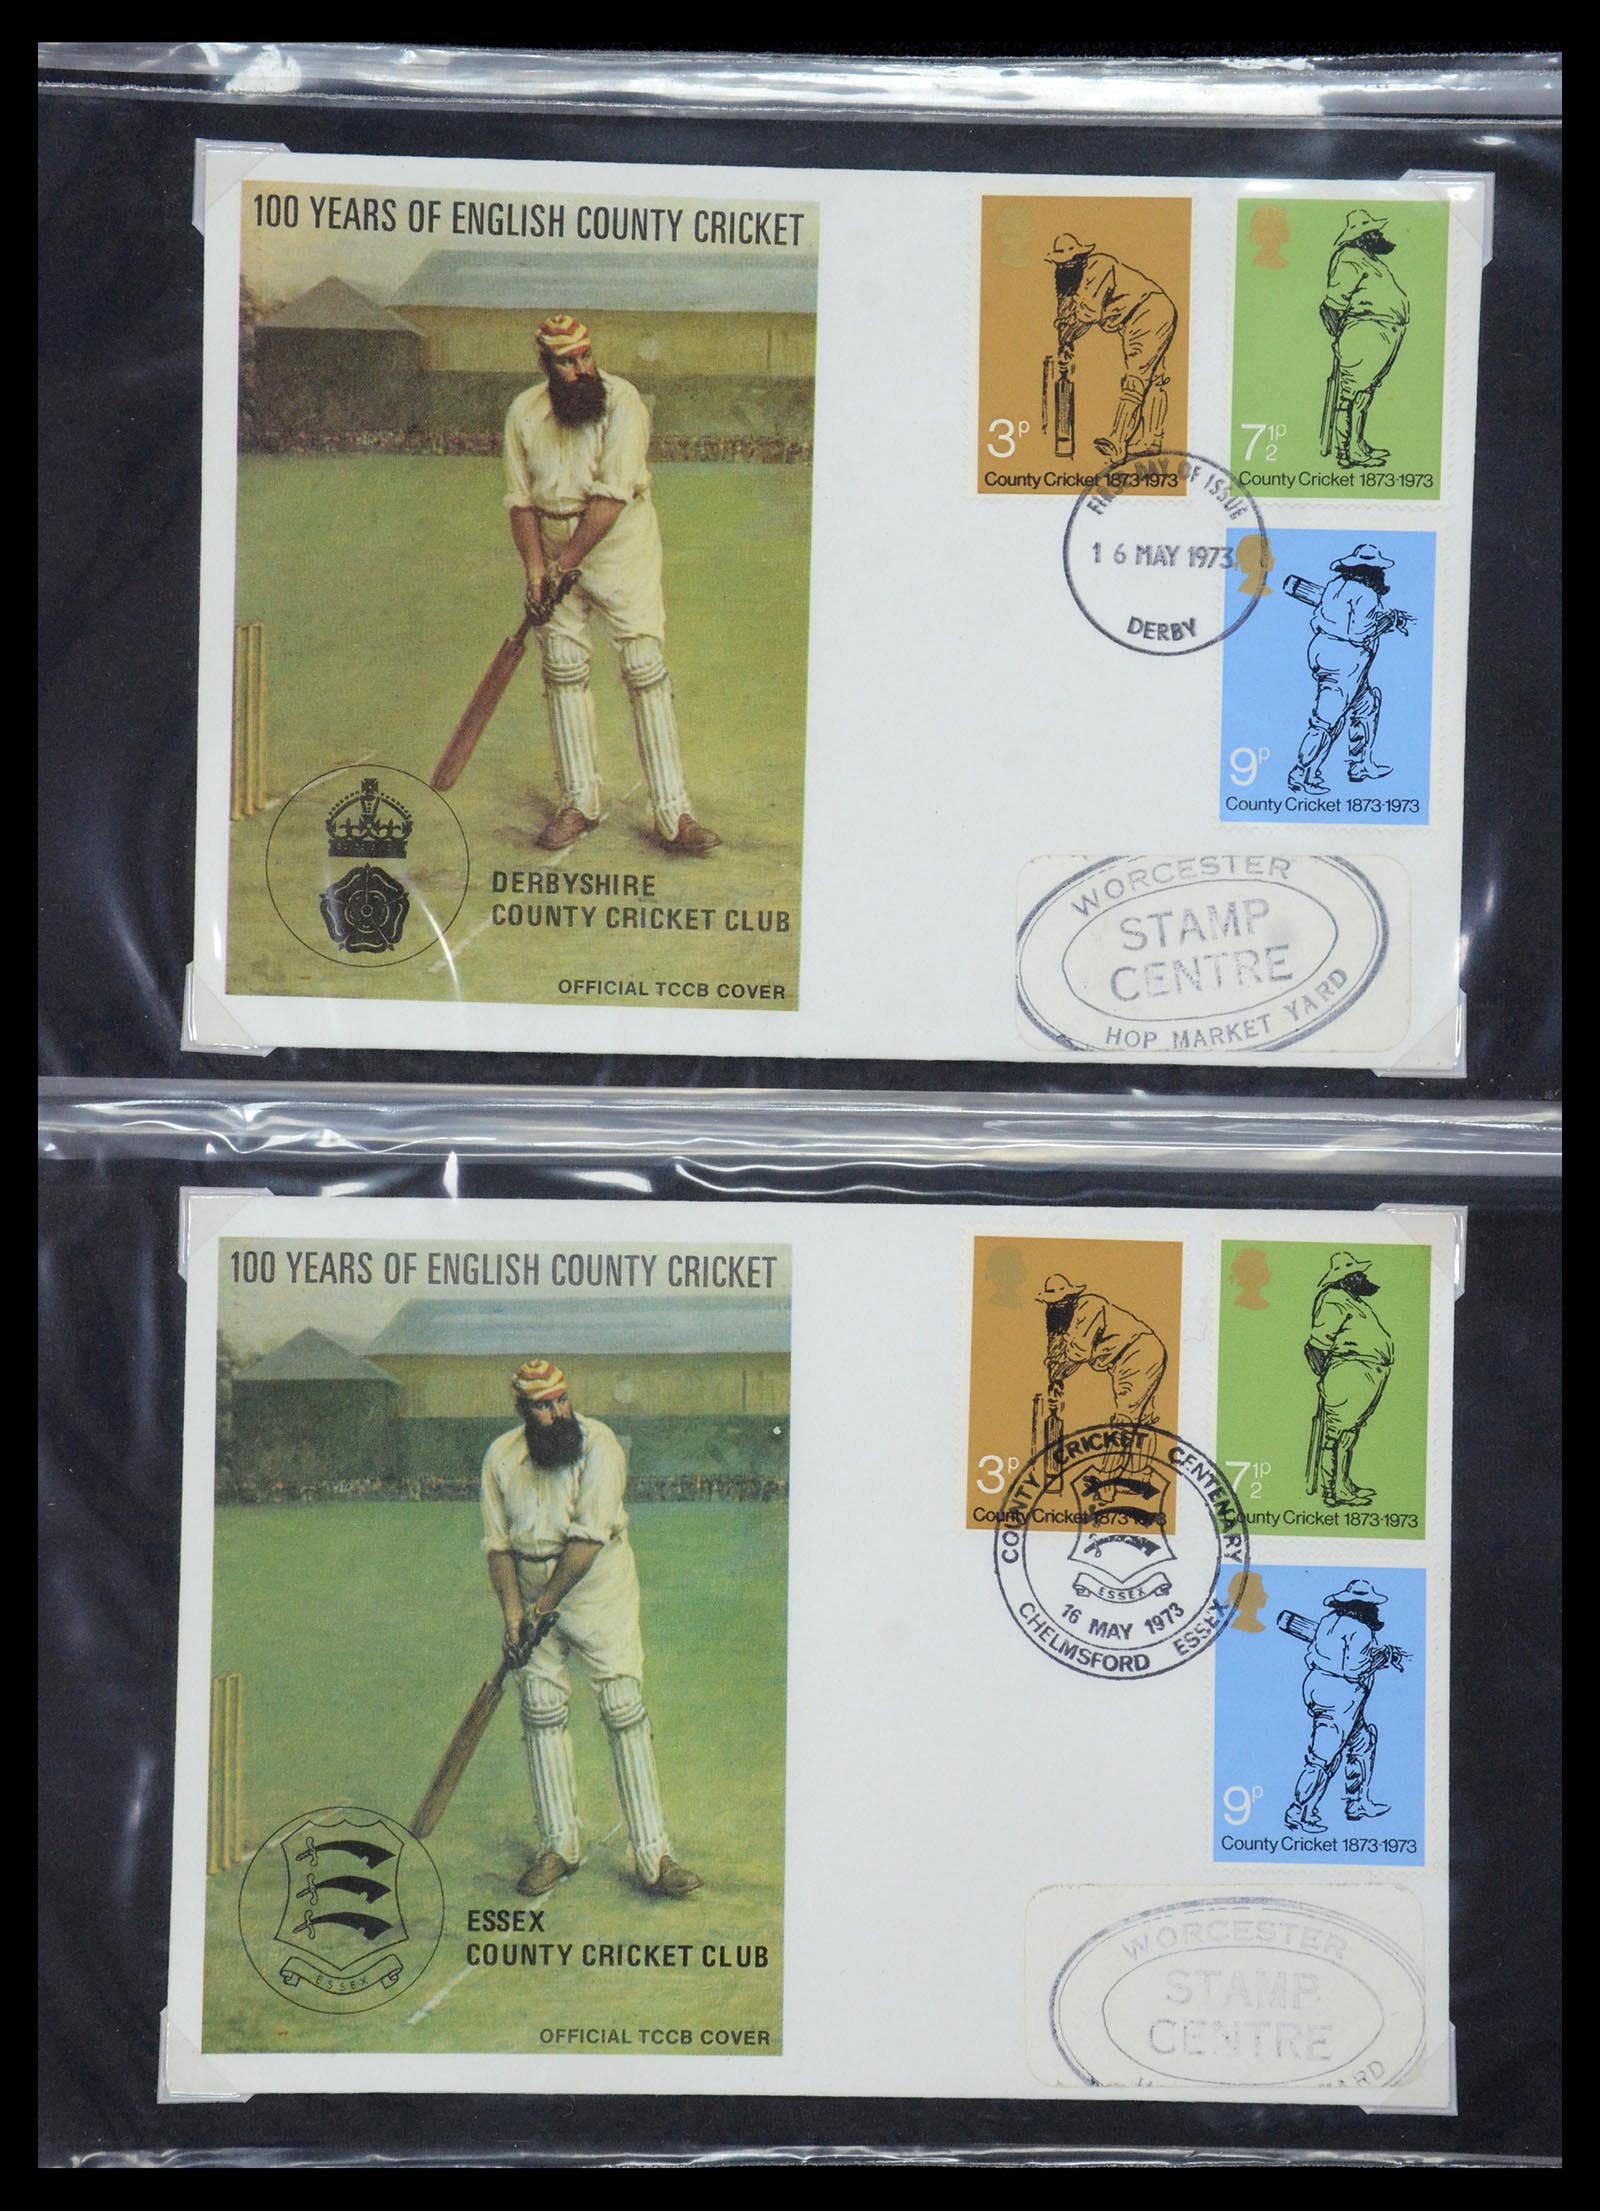 100 YEARS OF ENGLISH COUNTY CRICKET
DERBYSHIRE
COUNTY CRICKET CLUB
OFFICIAL TCCB COVER
3p
County Cricket 1873-1973
7½p
County Cricket 1873-1973
9p
County Cricket 1873-1973
FIRST DAY OF ISSUE
16 MAY 1973
DERBY
WORCESTER
STAMP
CENTRE
HOP MARKET YARD
100 YEARS OF ENGLISH COUNTY CRICKET
ESSEX
ESSEX
COUNTY CRICKET CLUB
OFFICIAL TCCB COVER
3p
County Cricket 1873-1973
7½p
County Cricket 1873-1973
9p
County Cricket 1873-1973
COUNTY CRICKET CENTENARY
ESSEX
16 MAY 1973
CHELMSFORD ESSEX
WORCESTER
STAMP
CENTRE